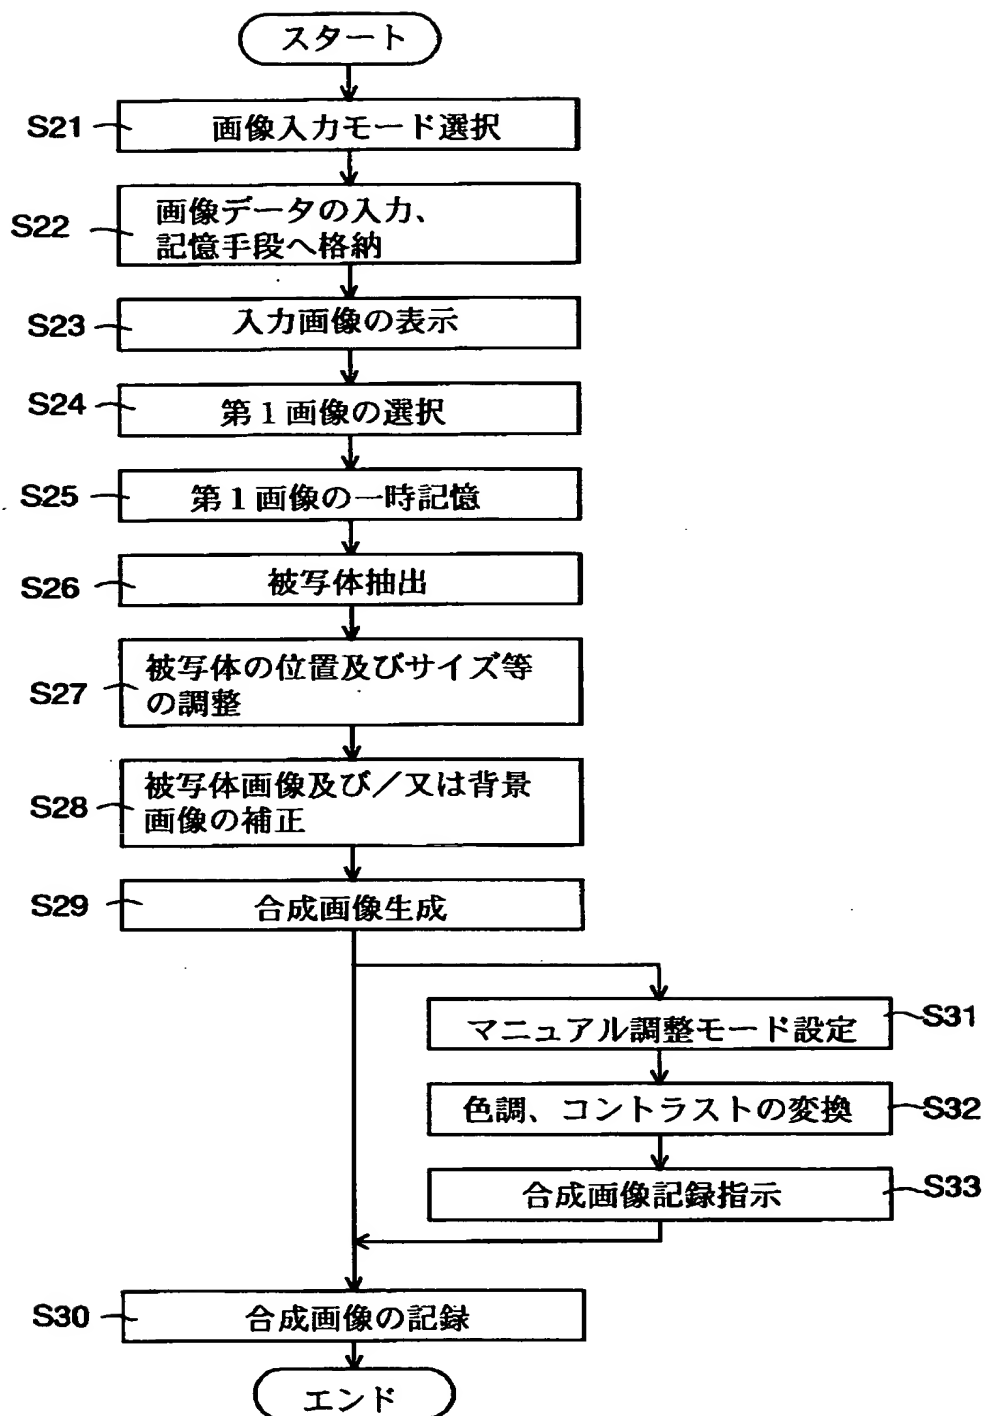 スタート
S21
画像入力モード選択
S22
画像データの入力、
記憶手段へ格納
S23
入力画像の表示
S24
第1画像の選択
S25
第1画像の一時記憶
S26
被写体抽出
S27
被写体の位置及びサイズ等
の調整
S28
被写体画像及び／又は背景
画像の補正
S29
合成画像生成
マニュアル調整モード設定
S31
色調、コントラストの変換
S32
合成画像記録指示
S33
S30
合成画像の記録
エンド